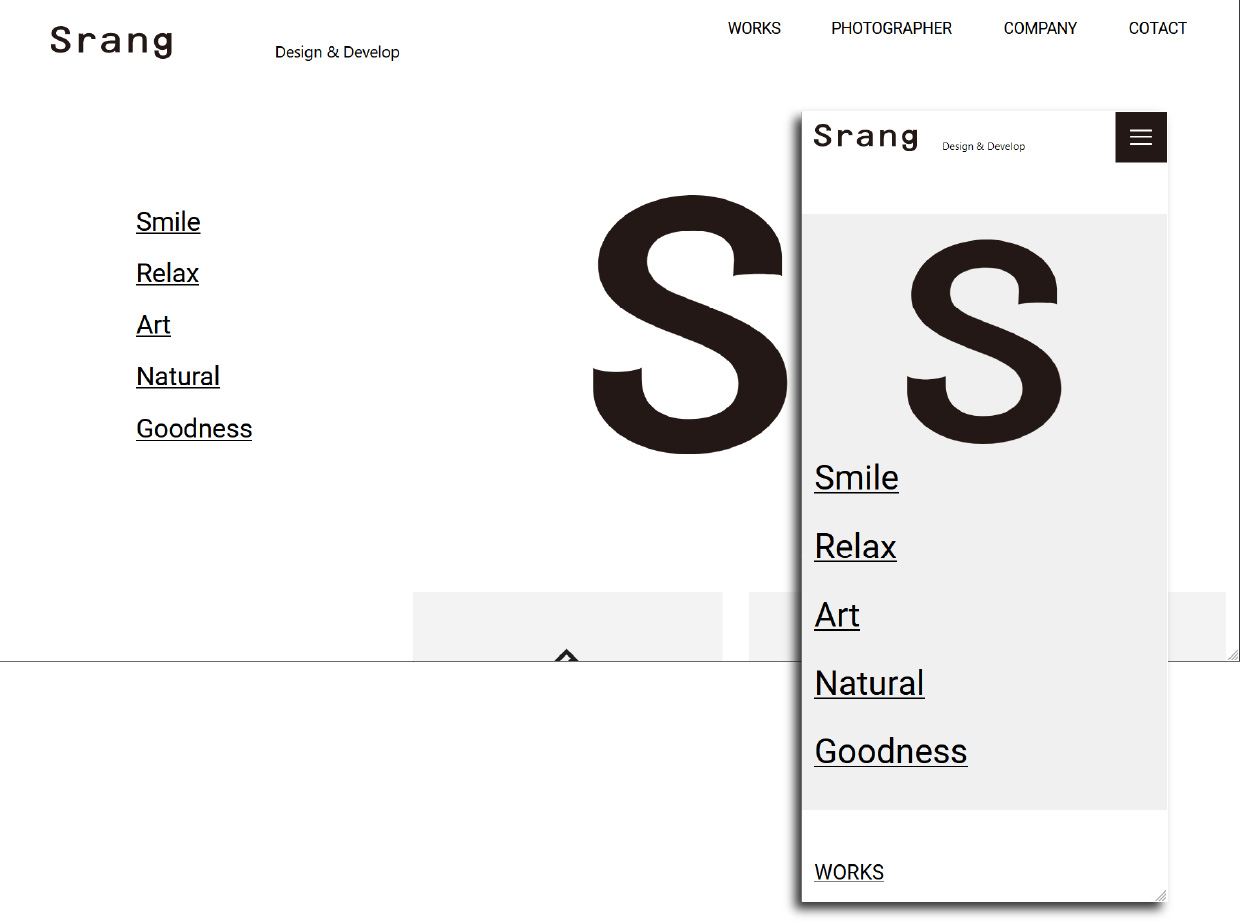 Srang
Design & Develop
WORKS PHOTOGRAPHER COMPANY COTACT
Smile
Relax
Art
Natural
Goodness
S
Srang
Design & Develop
S
Smile
Relax
Art
Natural
Goodness
WORKS